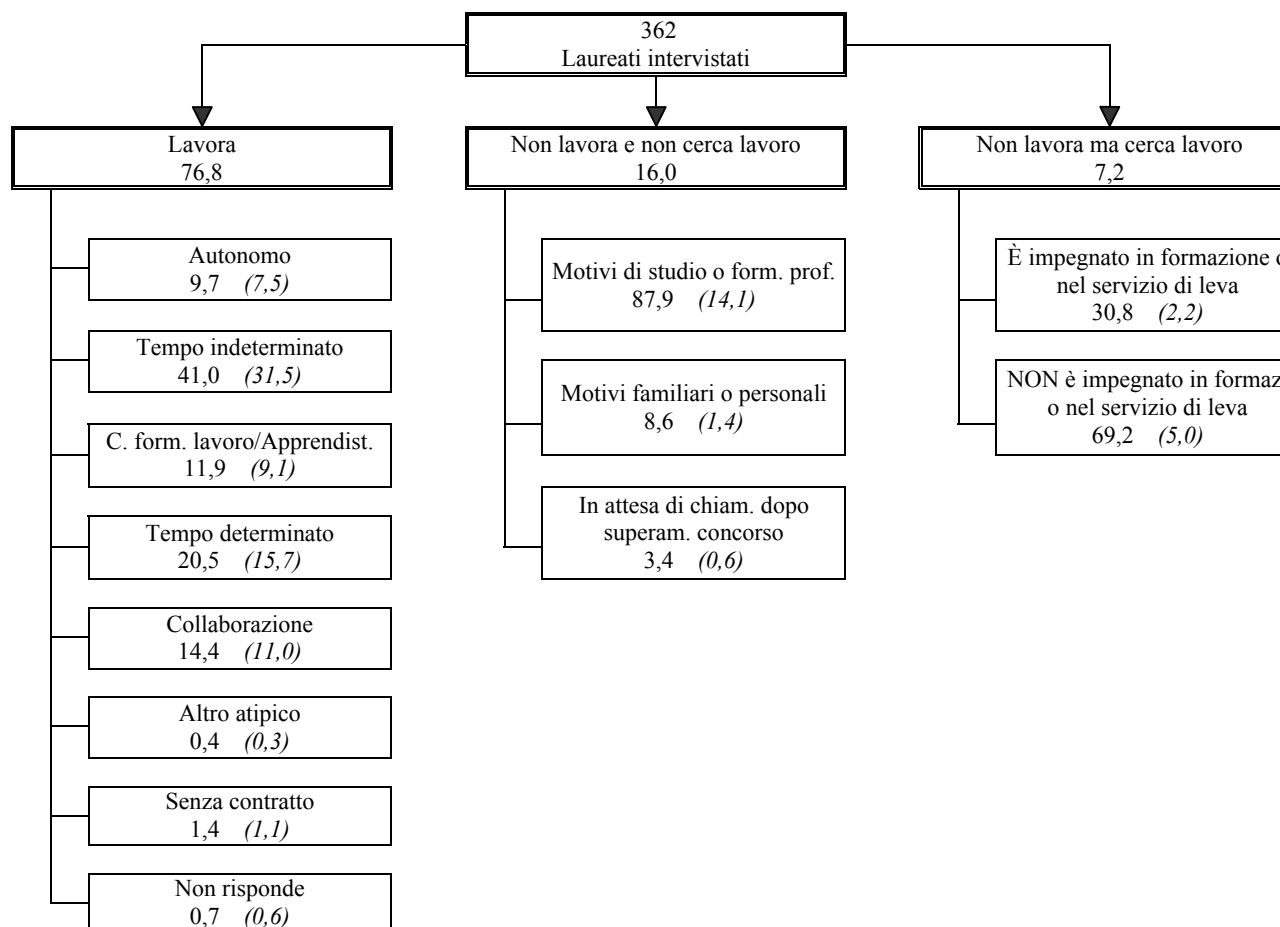 362
Laureati intervistati
Lavora
76,8
Autonomo
9,7 (7,5)
Tempo indeterminato
41,0 (31,5)
C. form. lavoro/Apprendist.
11,9 (9,1)
Tempo determinato
20,5 (15,7)
Collaborazione
14,4 (11,0)
Altro atipico
0,4 (0,3)
Senza contratto
1,4 (1,1)
Non risponde
0,7 (0,6)
Non lavora e non cerca lavoro
16,0
Motivi di studio o form. prof.
87,9 (14,1)
Motivi familiari o personali
8,6 (1,4)
In attesa di chiam. dopo
superam. concorso
3,4 (0,6)
Non lavora ma cerca lavoro
7,2
È impegnato in formazione
nel servizio di leva
30,8 (2,2)
NON è impegnato in
o nel servizio di leva
69,2 (5,0)